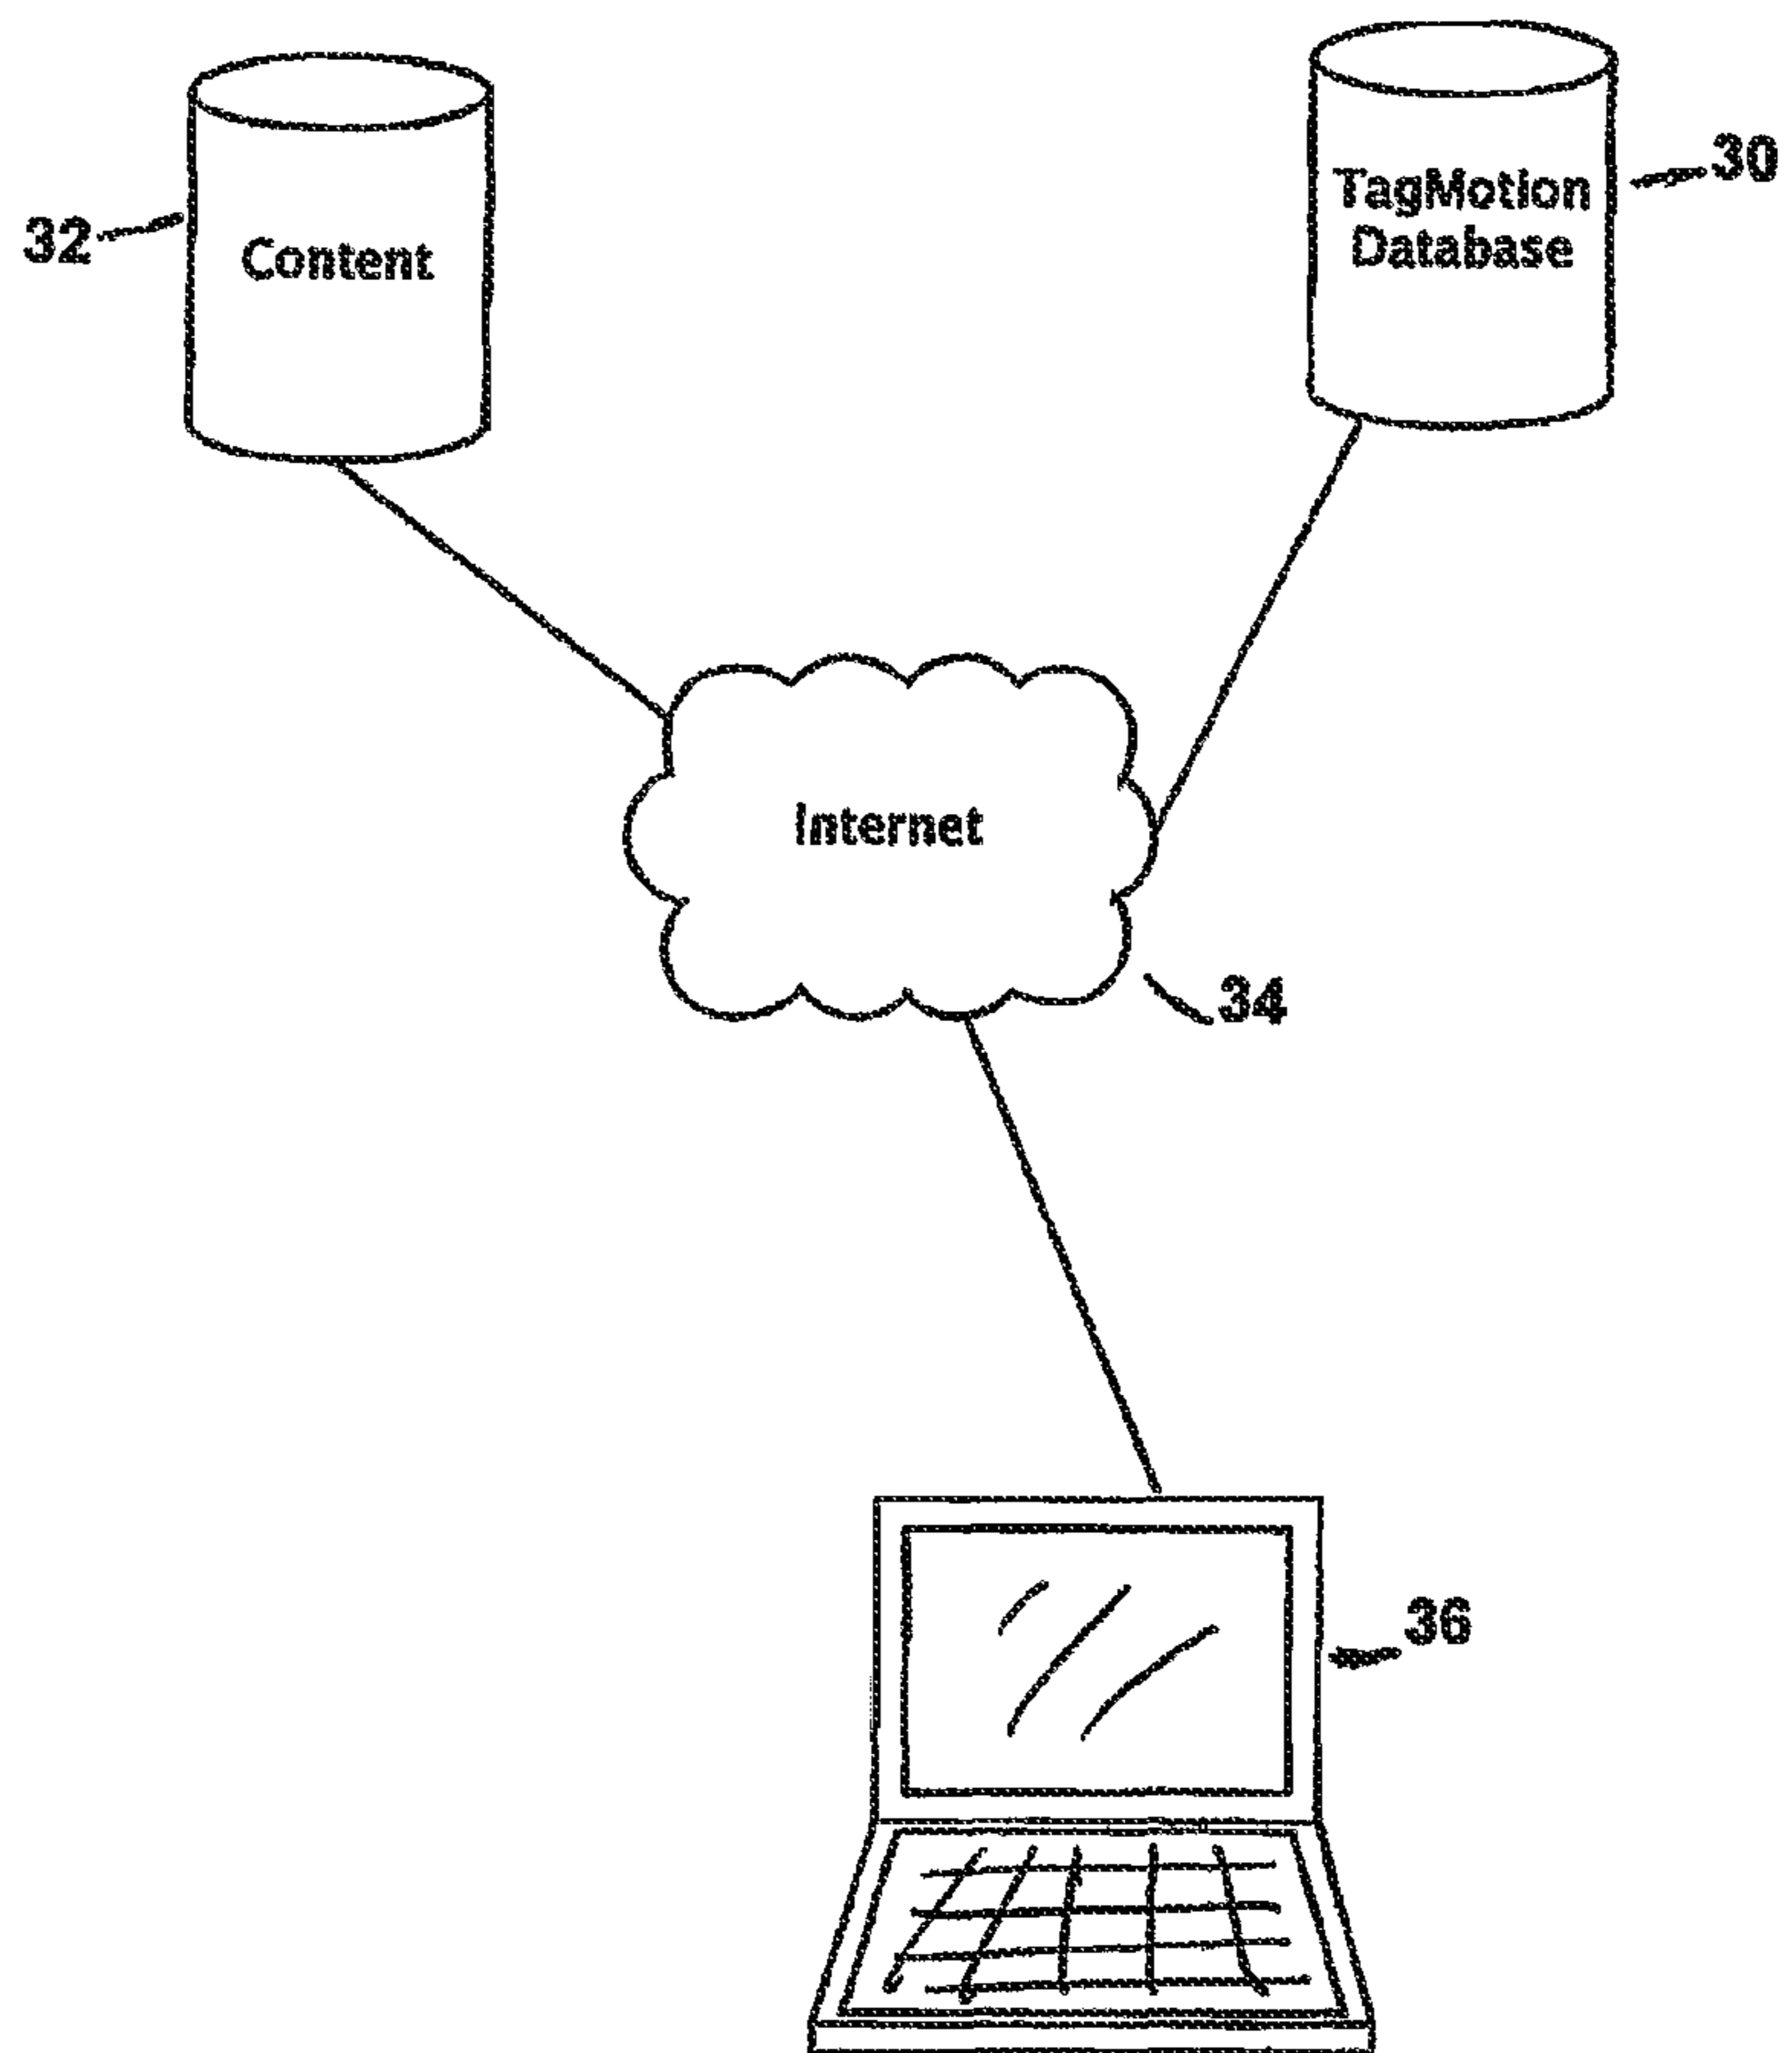 30
TagMotion
Database
32
Content
Internet
34
36